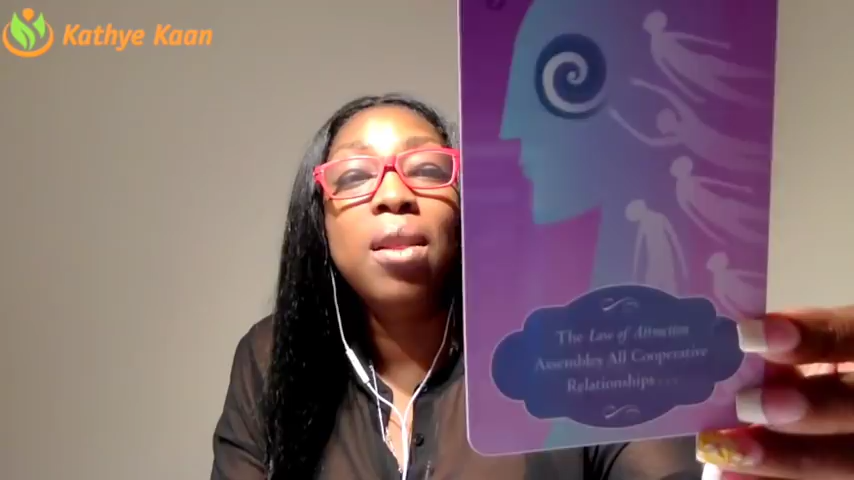 Kathye Kaan
The Law of Attraction
Assembles All Cooperative
Relationships...